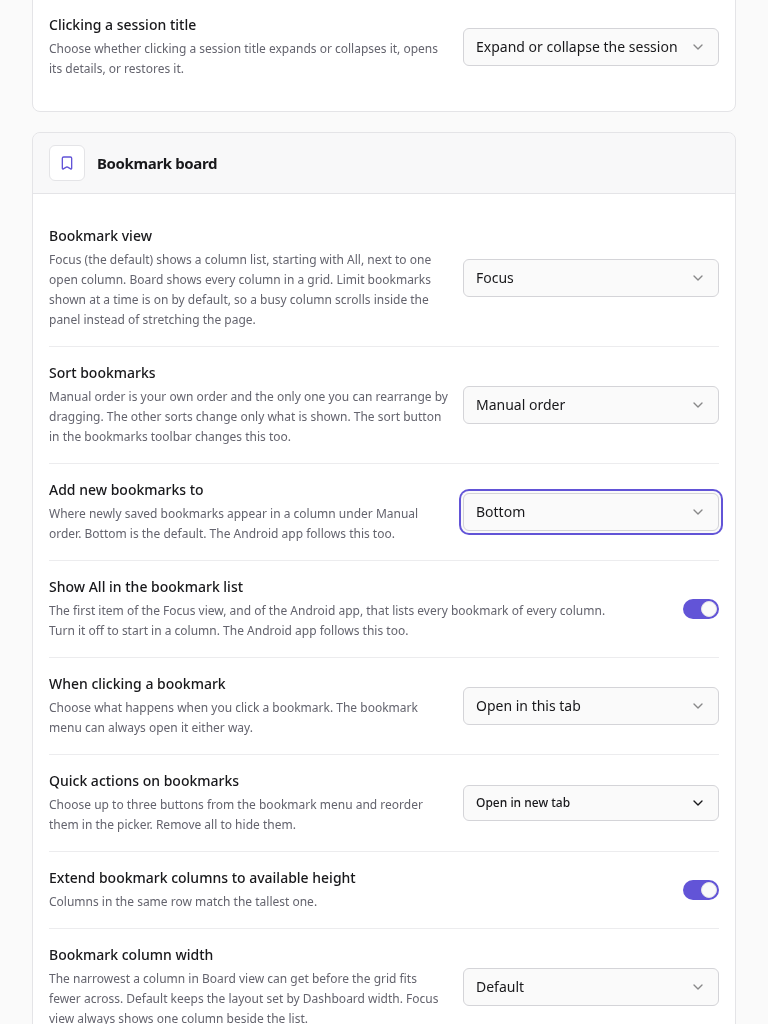 Clicking a session title
Choose whether clicking a session title expands or collapses it, opens
its details, or restores it.
Expand or collapse the session
Bookmark board
Bookmark view
Focus (the default) shows a column list, starting with All, next to one
open column. Board shows every column in a grid. Limit bookmarks
shown at a time is on by default, so a busy column scrolls inside the
panel instead of stretching the page.
Focus
Sort bookmarks
Manual order is your own order and the only one you can rearrange by
dragging. The other sorts change only what is shown. The sort button
in the bookmarks toolbar changes this too.
Manual order
Add new bookmarks to
Where newly saved bookmarks appear in a column under Manual
order. Bottom is the default. The Android app follows this too.
Bottom
Show All in the bookmark list
The first item of the Focus view, and of the Android app, that lists every bookmark of every column.
Turn it off to start in a column. The Android app follows this too.
When clicking a bookmark
Choose what happens when you click a bookmark. The bookmark
menu can always open it either way.
Open in this tab
Quick actions on bookmarks
Choose up to three buttons from the bookmark menu and reorder
them in the picker. Remove all to hide them.
Open in new tab
Extend bookmark columns to available height
Columns in the same row match the tallest one.
Bookmark column width
The narrowest a column in Board view can get before the grid fits
fewer across. Default keeps the layout set by Dashboard width. Focus
view always shows one column beside the list.
Default